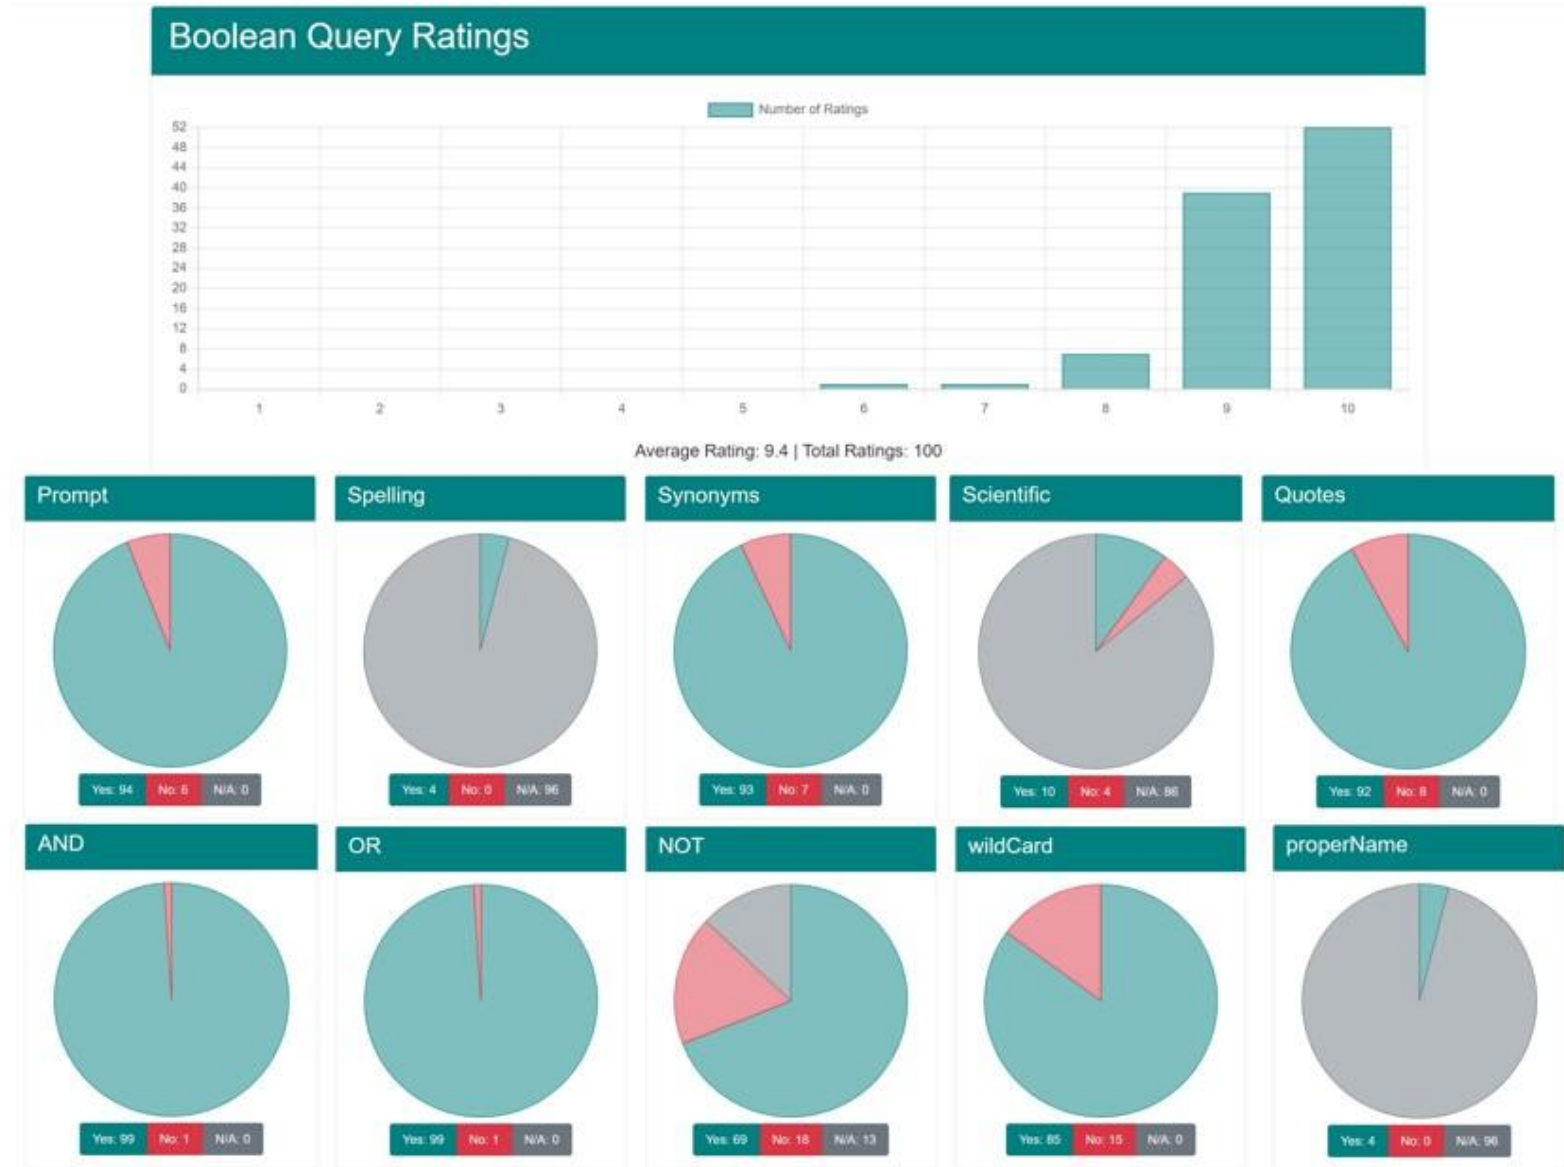 Boolean Query Ratings
Number of Ratings
52
48
44
40
36
32
28
24
20
16
12
8
4
0
1 2 3 4 5 6 7 8 9 10
Average Rating: 9.4 | Total Ratings: 100
Prompt Spelling Synonyms Scientific Quotes
Yes: 94 No: 6 N/A: 0 Yes: 4 No: 0 N/A: 96 Yes: 93 No: 7 N/A: 0 Yes: 10 No: 4 N/A: 86 Yes: 92 No: 8 N/A: 0
AND OR NOT wildCard properName
Yes: 99 No: 1 N/A: 0 Yes: 99 No: 1 N/A: 0 Yes: 69 No: 18 N/A: 13 Yes: 85 No: 15 N/A: 0 Yes: 4 No: 0 N/A: 96